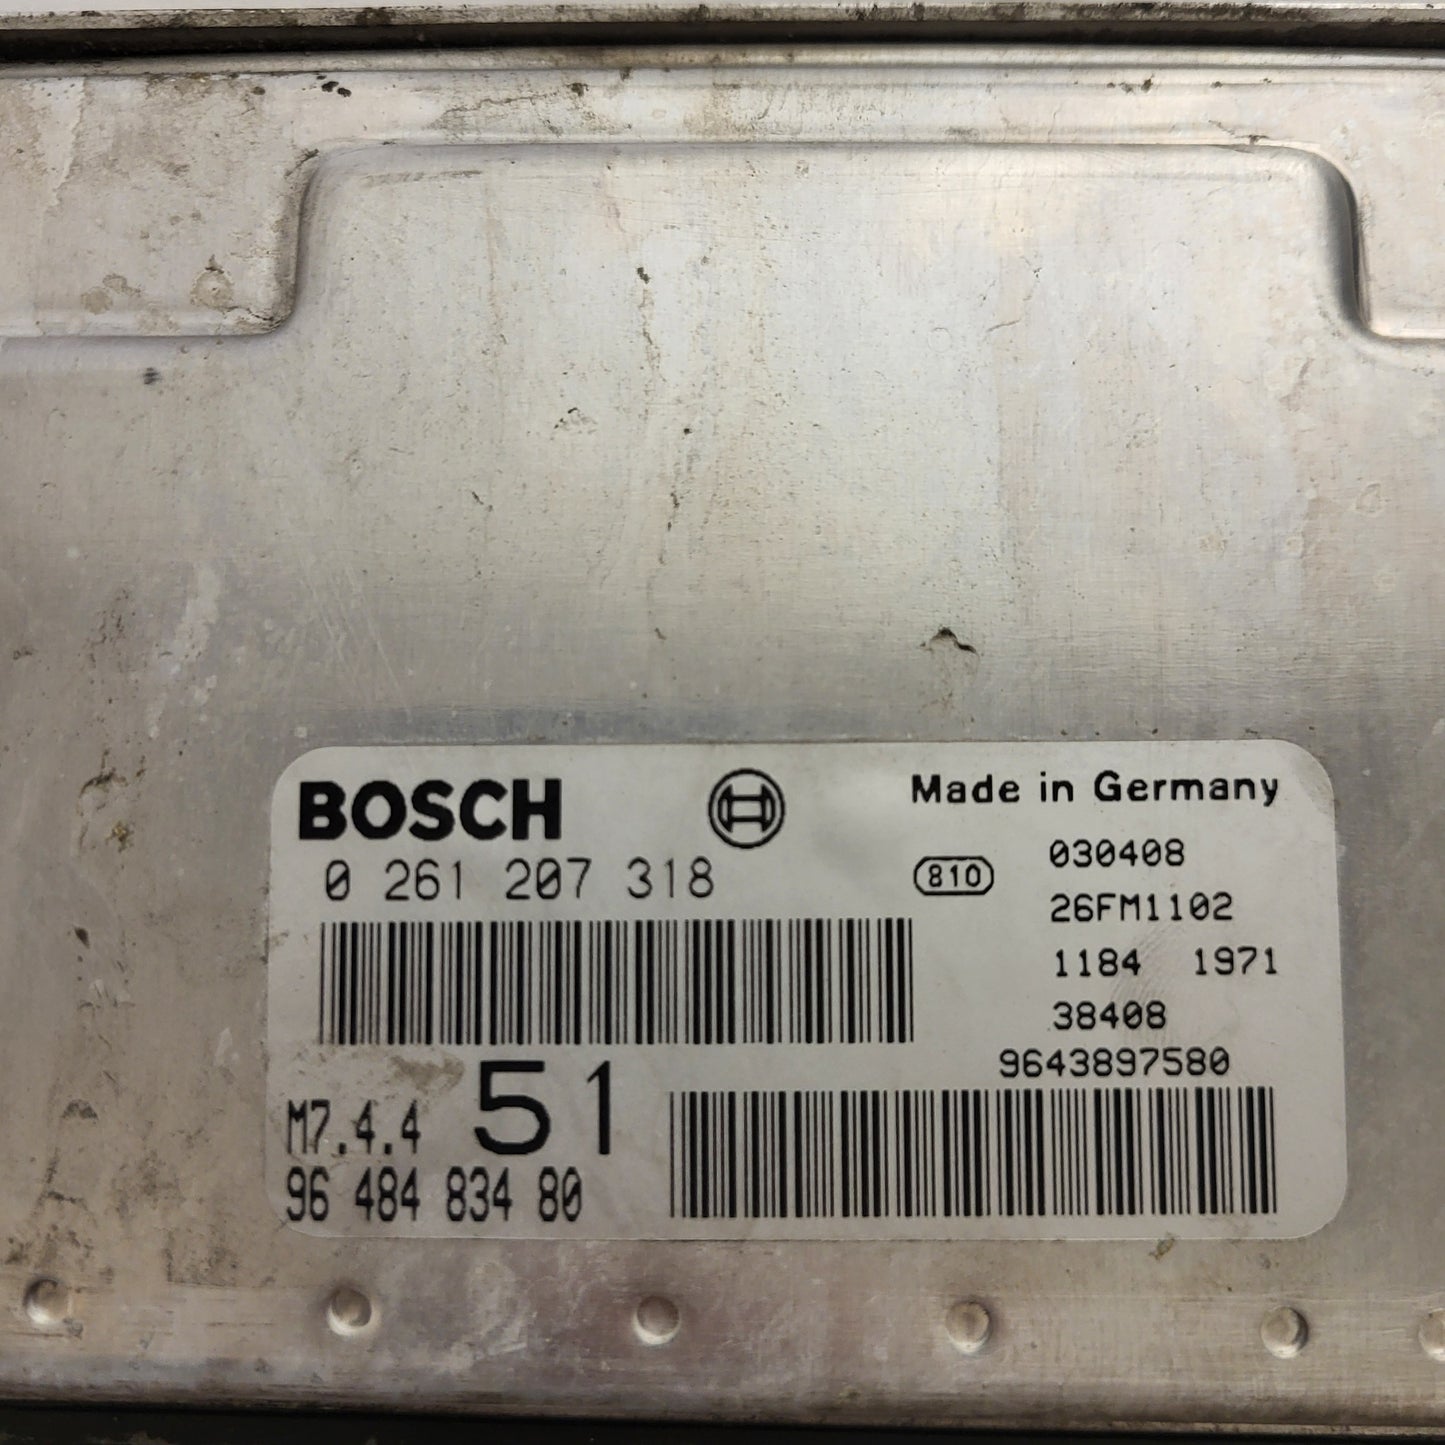 BOSCH
0 261 207 318
Made in Germany
810
030408
26FM1102
1184 1971
38408
9643897580
M7.4.4 51
96 484 834 80